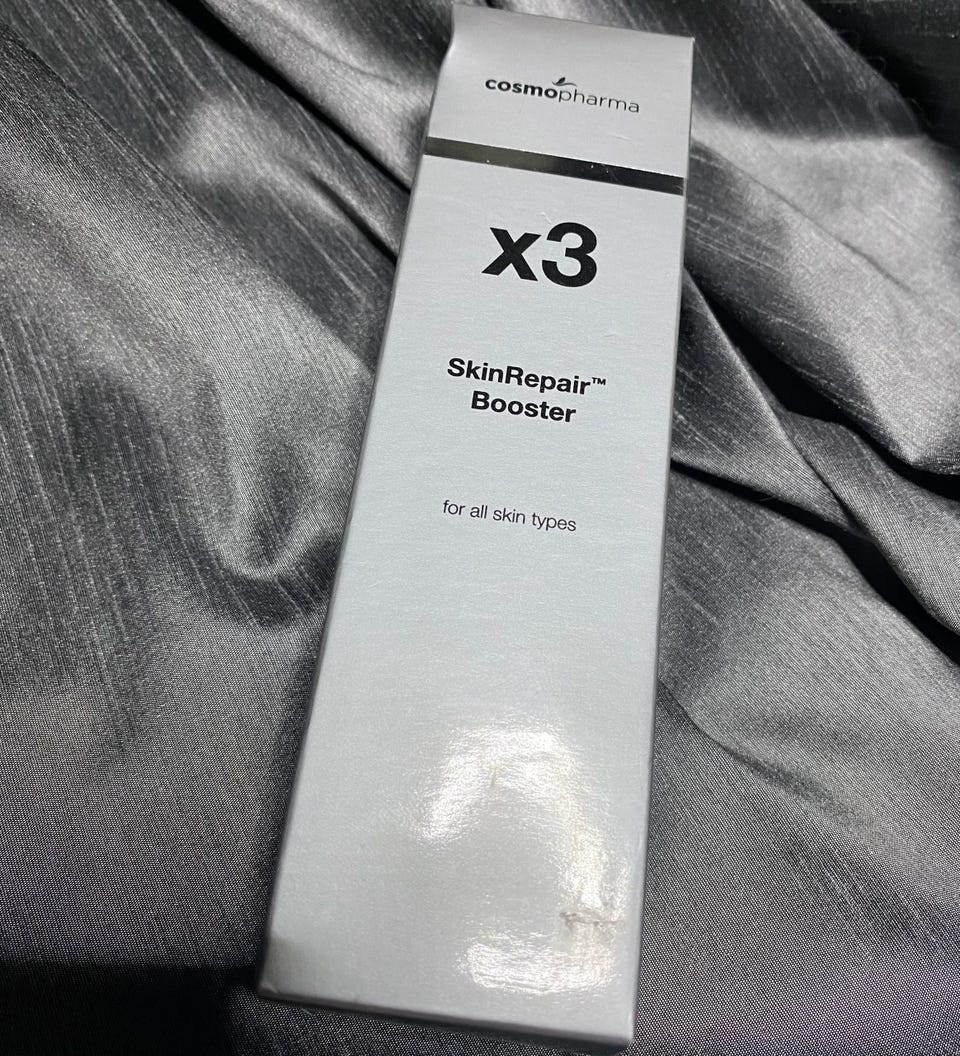 cosmopharma
x3
SkinRepair™
Booster
for all skin types